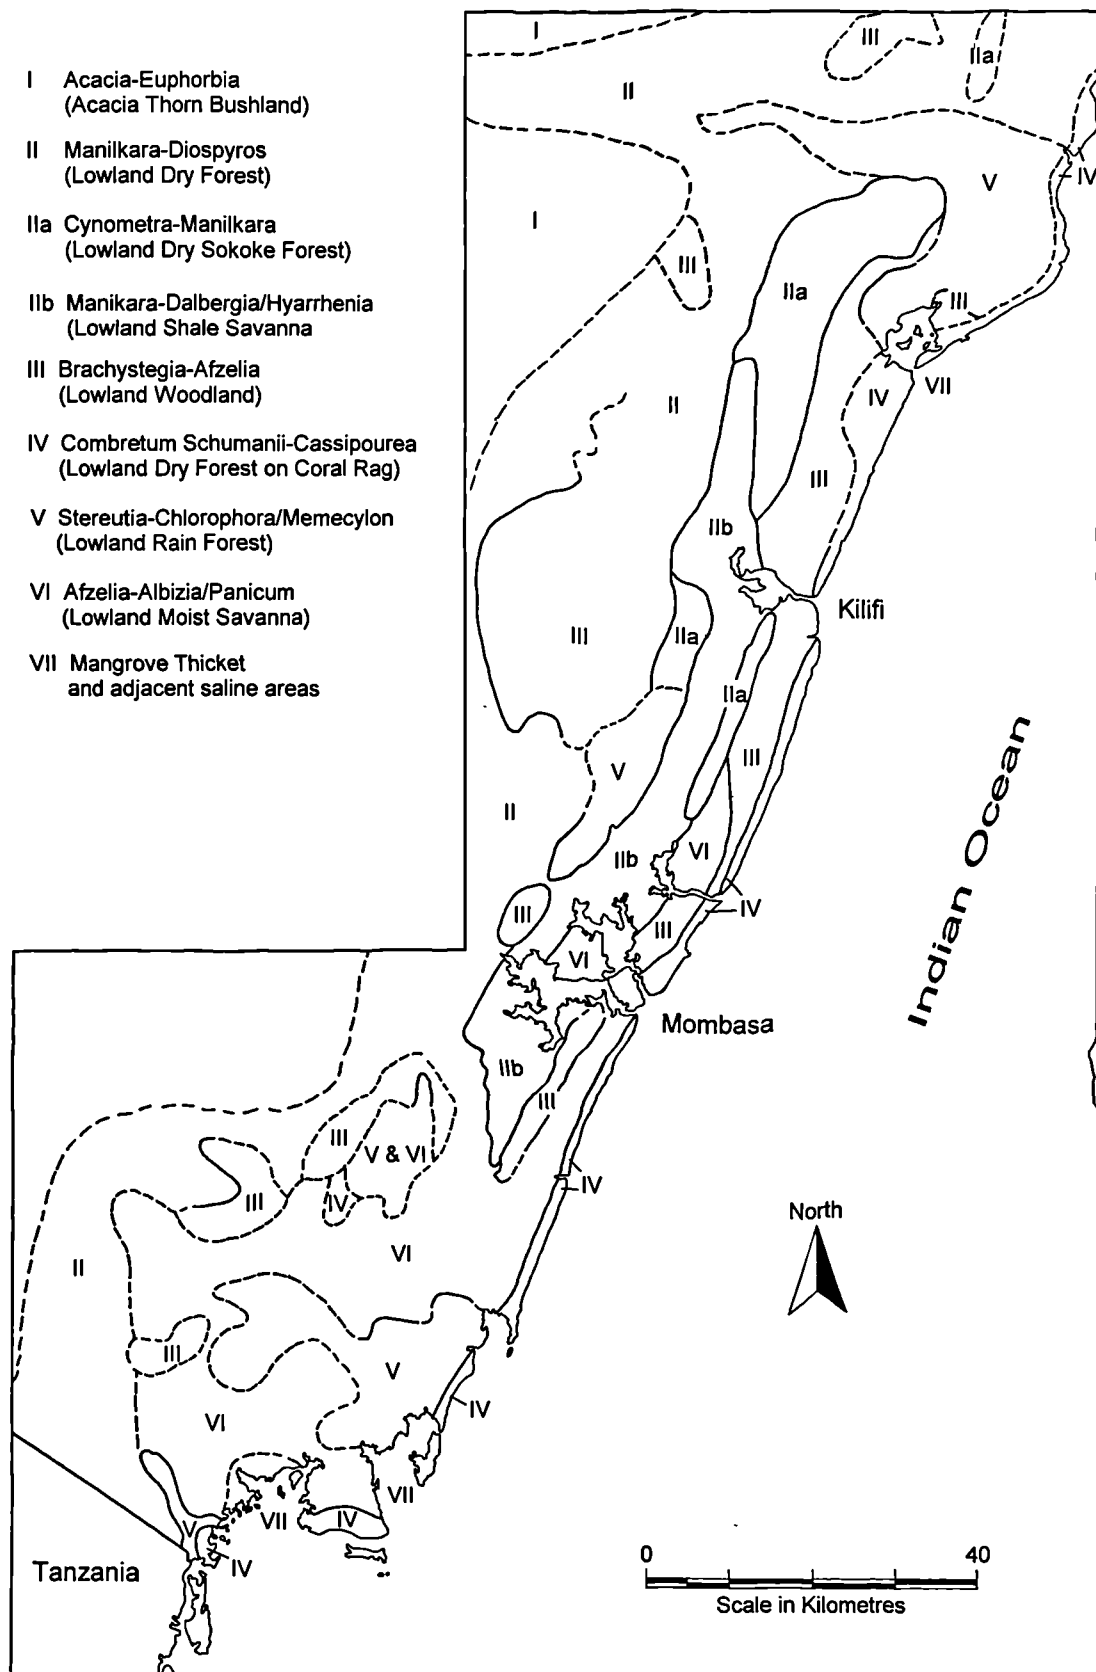 I Acacia-Euphorbia
(Acacia Thorn Bushland)
II Manilkara-Diospyros
(Lowland Dry Forest)
IIa Cynometra-Manilkara
(Lowland Dry Sokoke Forest)
IIb Manikara-Dalbergia/Hyarrhenia
(Lowland Shale Savanna
III Brachystegia-Afzelia
(Lowland Woodland)
IV Combretum Schumanii-Cassipourea
(Lowland Dry Forest on Coral Rag)
V Stereutia-Chlorophora/Memecylon
(Lowland Rain Forest)
VI Afzelia-Albizia/Panicum
(Lowland Moist Savanna)
VII Mangrove Thicket
and adjacent saline areas
I
III
IIa
II
IV
V
I
III
IIa
III
IV
VII
II
III
IIb
Kilifi
III
IIa
IIa
III
V
II
VI
IIb
IV
III
III
VI
Indian Ocean
Mombasa
IIb
III
III
V & VI
IV
III
IV
VI
North
II
III
V
IV
VI
VII
VII
IV
V
IV
Tanzania
0 40
Scale in Kilometres